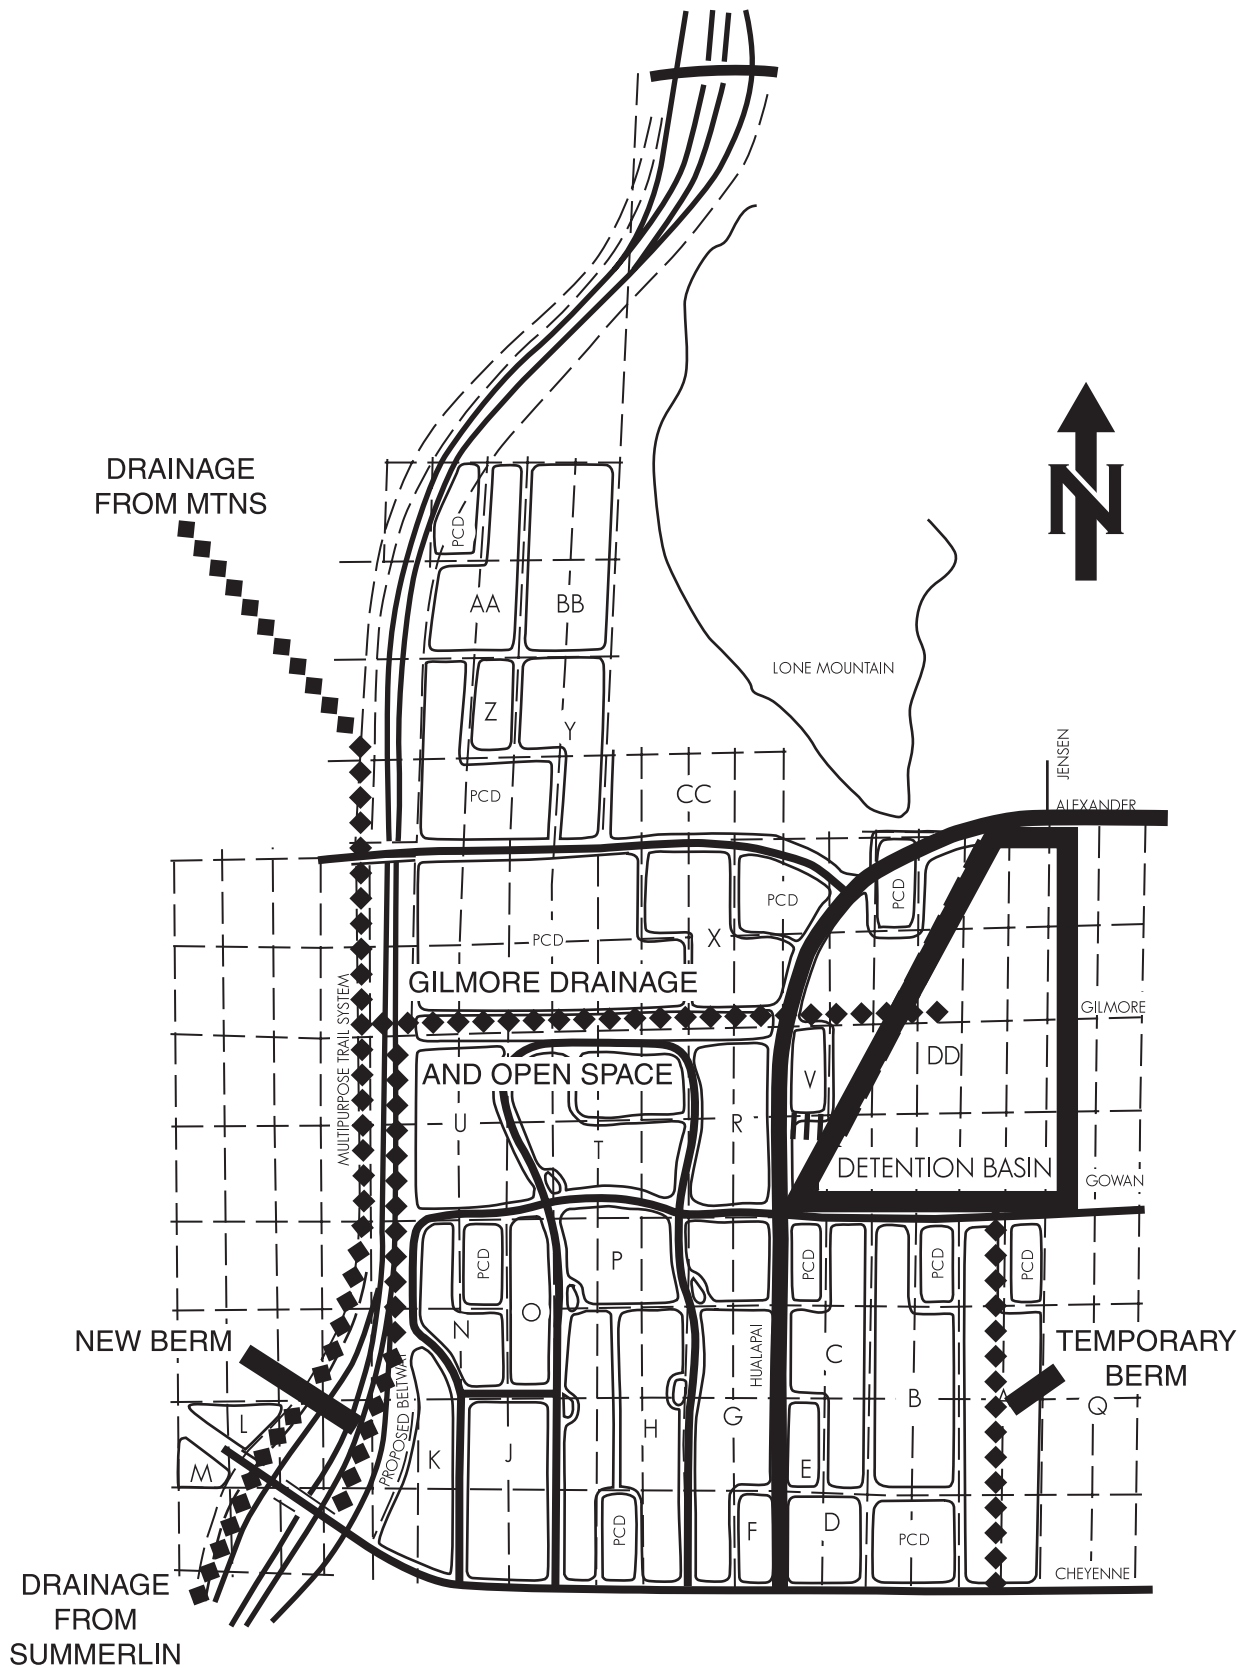 N
DRAINAGE
FROM MTNS
PCD
AA
BB
LONE MOUNTAIN
Z
Y
JENSEN
PCD
CC
ALEXANDER
PCD
PCD
PCD
X
GILMORE DRAINAGE
MULTIPURPOSE TRAIL SYSTEM
GILMORE
DD
AND OPEN SPACE
V
U
T
R
DETENTION BASIN
GOWAN
P
PCD
PCD
PCD
PCD
O
N
NEW BERM
HUALAPAI
C
TEMPORARY
BERM
PROPOSED BELTWAY
B
A
Q
L
G
H
M
K
J
E
PCD
F
D
PCD
CHEYENNE
DRAINAGE
FROM
SUMMERLIN